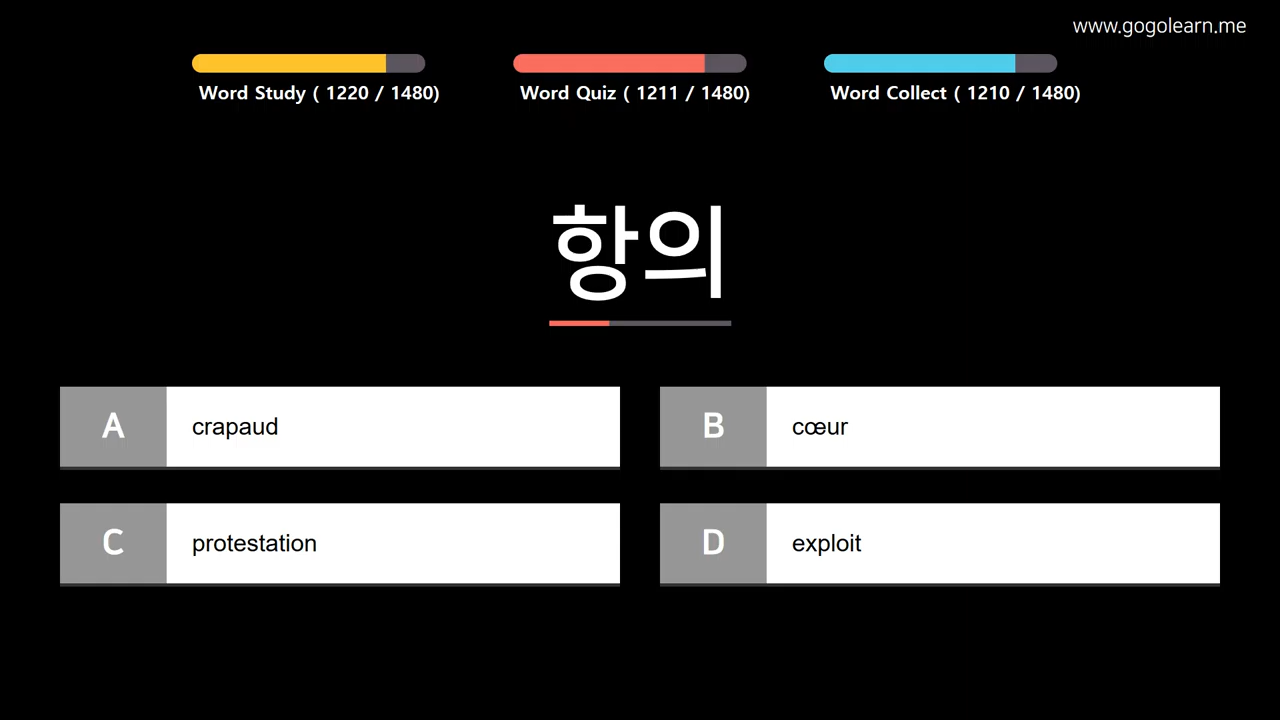 www.gogolearn.me
Word Study ( 1220 / 1480)
Word Quiz ( 1211 / 1480)
Word Collect ( 1210 / 1480)
항의
A
crapaud
B
cœur
C
protestation
D
exploit